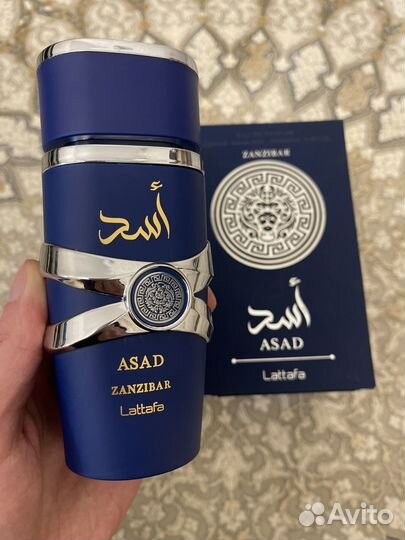 أسد
ASAD
ZANZIBAR
Lattafa
ZANZIBAR
أسد
ASAD
Lattafa
Avito